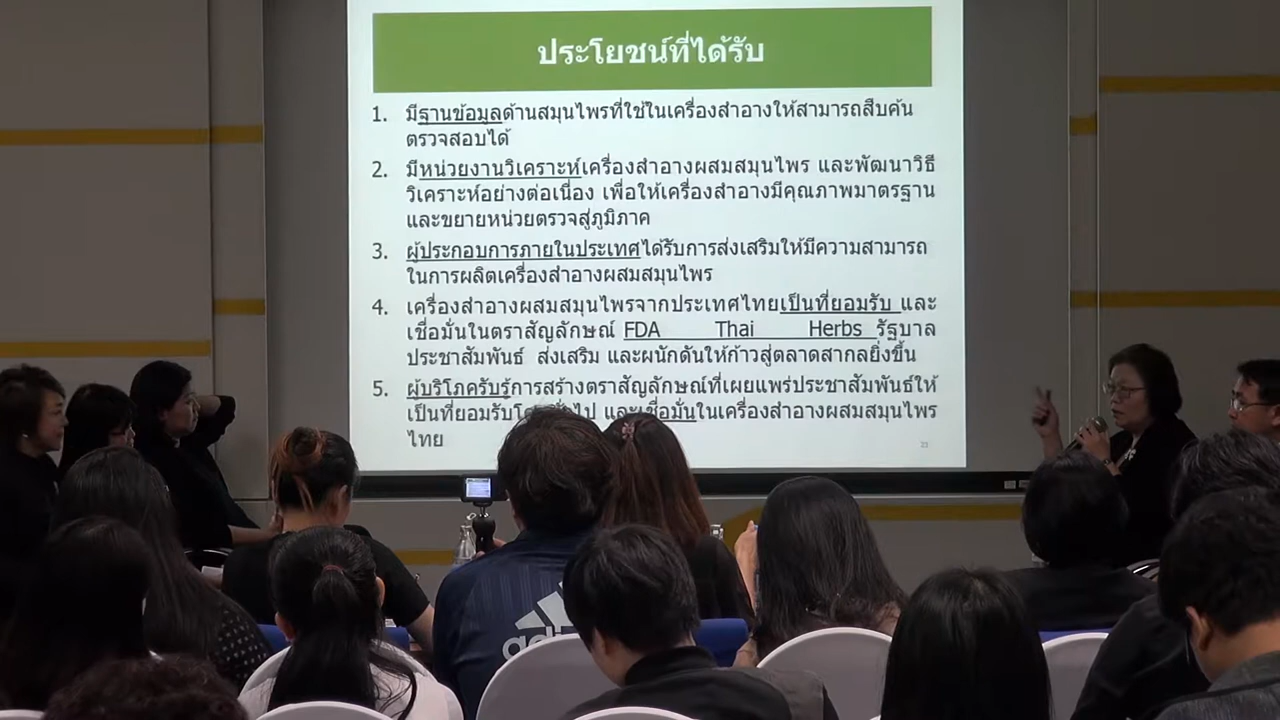 ประโยชน์ที่ได้รับ
1. มีฐานข้อมูลด้านสมุนไพรที่ใช้ในเครื่องสำอางให้สามารถสืบค้น
ตรวจสอบได้
2. มีหน่วยงานวิเคราะห์เครื่องสำอางผสมสมุนไพร และพัฒนาวิธี
วิเคราะห์อย่างต่อเนื่อง เพื่อให้เครื่องสำอางมีคุณภาพมาตรฐาน
และขยายหน่วยตรวจสู่ภูมิภาค
3. ผู้ประกอบการภายในประเทศได้รับการส่งเสริมให้มีความสามารถ
ในการผลิตเครื่องสำอางผสมสมุนไพร
4. เครื่องสำอางผสมสมุนไพรจากประเทศไทยเป็นที่ยอมรับ และ
เชื่อมั่นในตราสัญลักษณ์ FDA Thai Herbs รัฐบาล
ประชาสัมพันธ์ ส่งเสริม และผนักดันให้ก้าวสู่ตลาดสากลยิ่งขึ้น
5. ผู้บริโภครับรู้การสร้างตราสัญลักษณ์ที่เผยแพร่ประชาสัมพันธ์ให้
เป็นที่ยอมรับ และเชื่อมั่นในเครื่องสำอางผสมสมุนไพร
ไทย
23